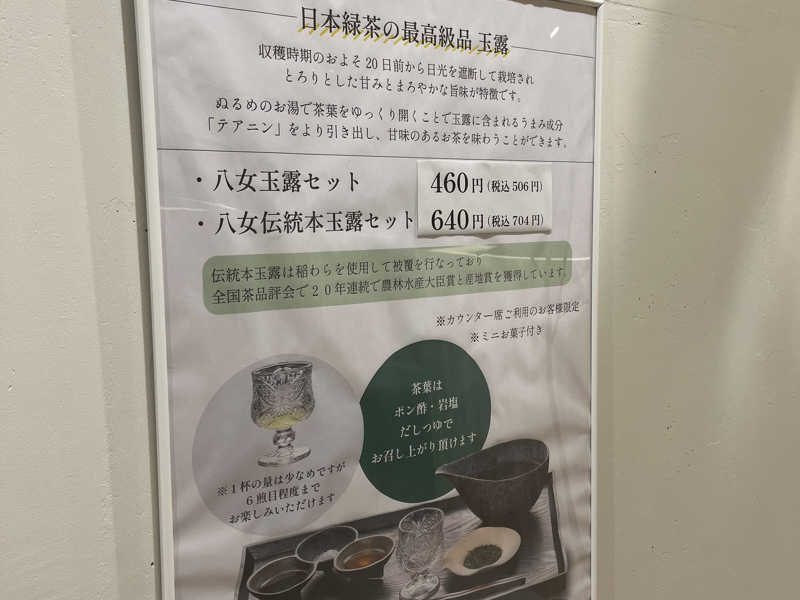 日本緑茶の最高級品 玉露
収穫時期のおよそ20日前から日光を遮断して栽培され
とろりとした甘みとまろやかな旨味が特徴です。
ぬるめのお湯で茶葉をゆっくり開くことで玉露に含まれるうまみ成分
「テアニン」をより引き出し、甘味のあるお茶を味わうことができます。
・八女玉露セット 460円(税込506円)
・八女伝統本玉露セット 640円(税込704円)
伝統本玉露は稲わらを使用して被覆を行なっており
全国茶品評会で20年連続で農林水産大臣賞と産地賞を獲得しています。
※カウンター席ご利用のお客様限定
※ミニお菓子付き
茶葉は
ポン酢・岩塩
だしつゆで
お召し上がり頂けます
※1杯の量は少なめですが
6煎目程度まで
お楽しみいただけます